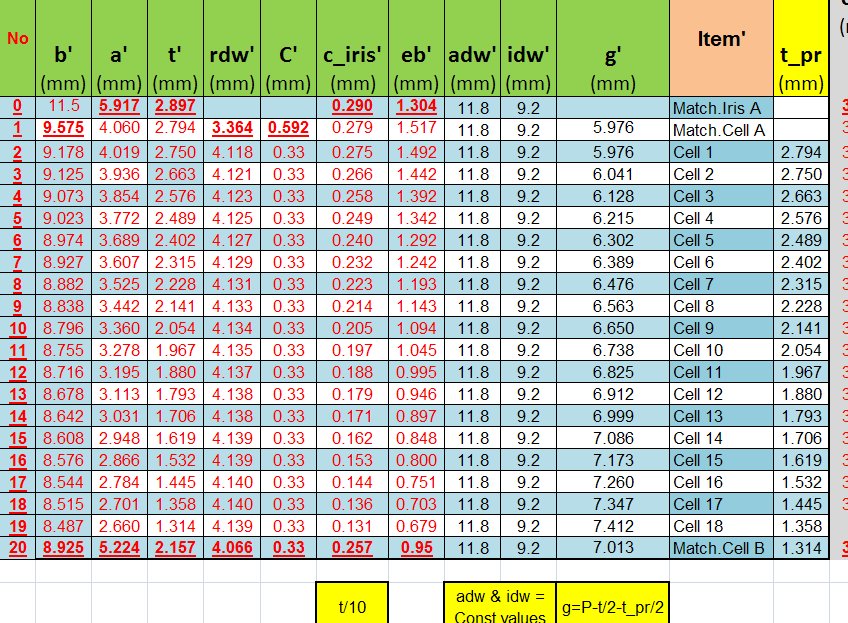 No b' a' t' rdw' C' c_iris' eb' adw' idw' g' Item' t_pr
(mm) (mm) (mm) (mm) (mm) (mm) (mm) (mm) (mm) (mm) (mm)
0 11.5 5.917 2.897 0.290 1.304 11.8 9.2 Match.Iris A
1 9.575 4.060 2.794 3.364 0.592 0.279 1.517 11.8 9.2 5.976 Match.Cell A
2 9.178 4.019 2.750 4.118 0.33 0.275 1.492 11.8 9.2 5.976 Cell 1 2.794
3 9.125 3.936 2.663 4.121 0.33 0.266 1.442 11.8 9.2 6.041 Cell 2 2.750
4 9.073 3.854 2.576 4.123 0.33 0.258 1.392 11.8 9.2 6.128 Cell 3 2.663
5 9.023 3.772 2.489 4.125 0.33 0.249 1.342 11.8 9.2 6.215 Cell 4 2.576
6 8.974 3.689 2.402 4.127 0.33 0.240 1.292 11.8 9.2 6.302 Cell 5 2.489
7 8.927 3.607 2.315 4.129 0.33 0.232 1.242 11.8 9.2 6.389 Cell 6 2.402
8 8.882 3.525 2.228 4.131 0.33 0.223 1.193 11.8 9.2 6.476 Cell 7 2.315
9 8.838 3.442 2.141 4.133 0.33 0.214 1.143 11.8 9.2 6.563 Cell 8 2.228
10 8.796 3.360 2.054 4.134 0.33 0.205 1.094 11.8 9.2 6.650 Cell 9 2.141
11 8.755 3.278 1.967 4.135 0.33 0.197 1.045 11.8 9.2 6.738 Cell 10 2.054
12 8.716 3.195 1.880 4.137 0.33 0.188 0.995 11.8 9.2 6.825 Cell 11 1.967
13 8.678 3.113 1.793 4.138 0.33 0.179 0.946 11.8 9.2 6.912 Cell 12 1.880
14 8.642 3.031 1.706 4.138 0.33 0.171 0.897 11.8 9.2 6.999 Cell 13 1.793
15 8.608 2.948 1.619 4.139 0.33 0.162 0.848 11.8 9.2 7.086 Cell 14 1.706
16 8.576 2.866 1.532 4.139 0.33 0.153 0.800 11.8 9.2 7.173 Cell 15 1.619
17 8.544 2.784 1.445 4.140 0.33 0.144 0.751 11.8 9.2 7.260 Cell 16 1.532
18 8.515 2.701 1.358 4.140 0.33 0.136 0.703 11.8 9.2 7.347 Cell 17 1.445
19 8.487 2.660 1.314 4.139 0.33 0.131 0.679 11.8 9.2 7.412 Cell 18 1.358
20 8.925 5.224 2.157 4.066 0.33 0.257 0.95 11.8 9.2 7.013 Match.Cell B 1.314
t/10 adw & idw = g=P-t/2-t_pr/2
Const values